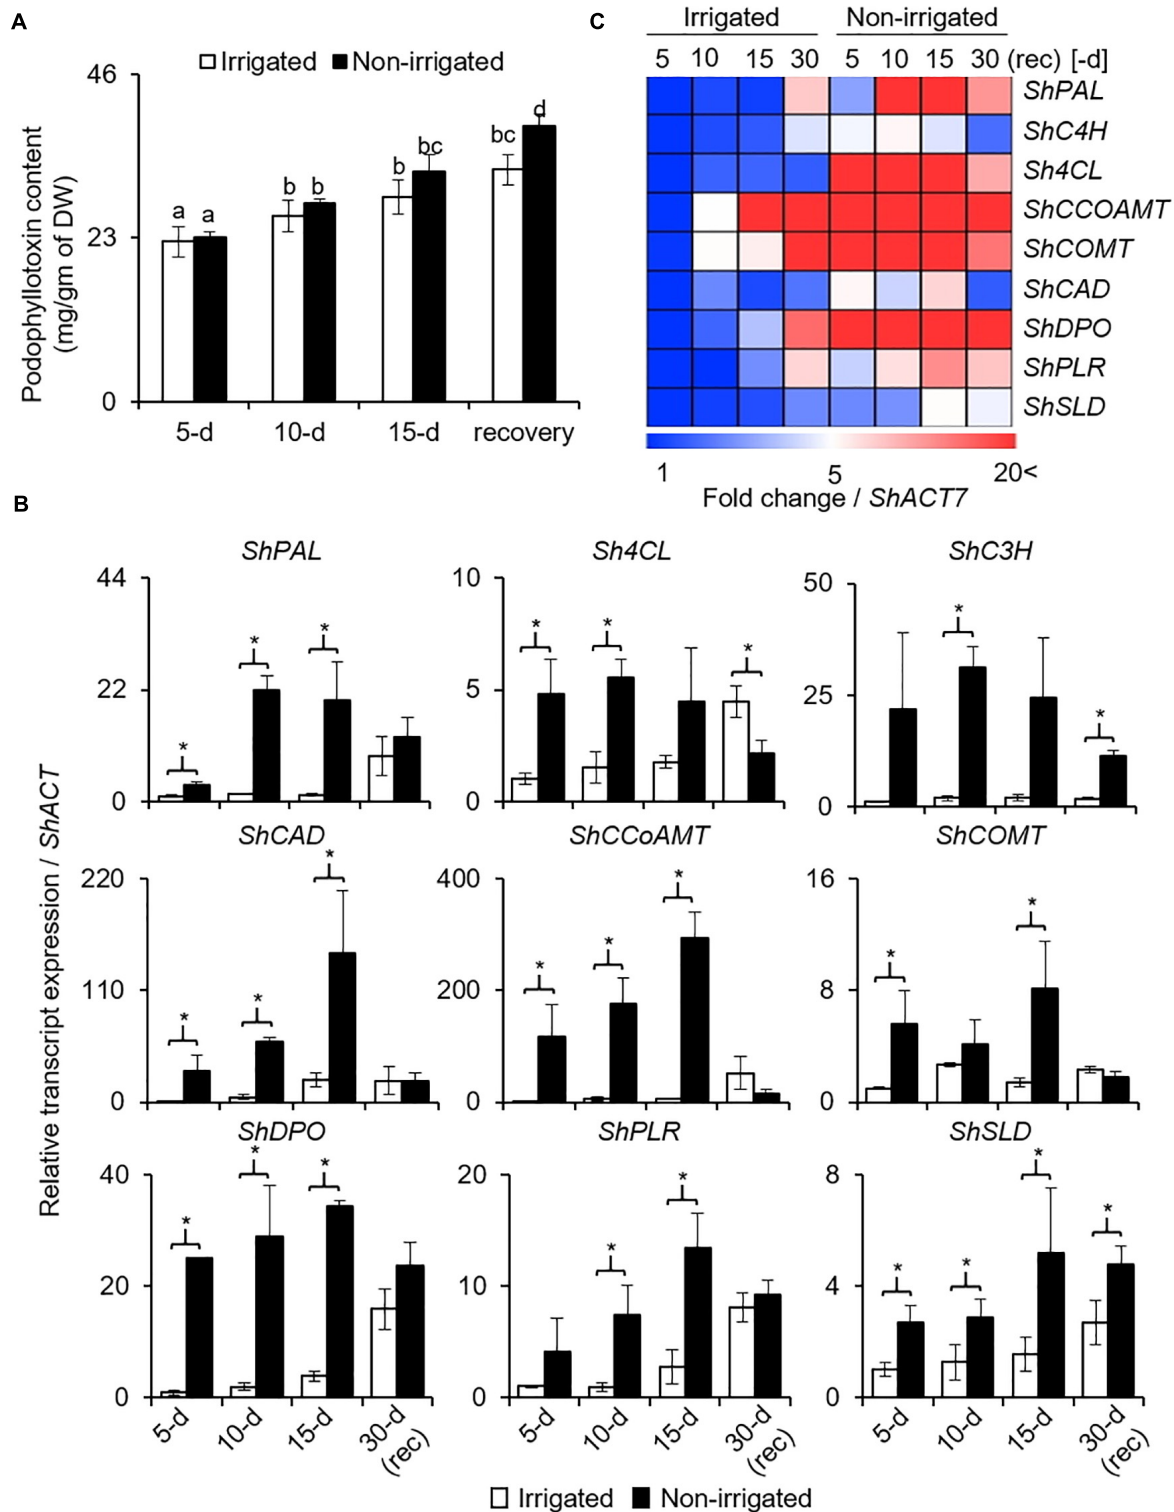 A
Irrigated Non-irrigated
46
23
0
Podophyllotoxin content
(mg/gm of DW)
a a b b b bc bc d
5-d 10-d 15-d recovery
C
Irrigated Non-irrigated
5 10 15 30 5 10 15 30 (rec) [-d]
ShPAL
ShC4H
Sh4CL
ShCCOAMT
ShCOMT
ShCAD
ShDPO
ShPLR
ShSLD
1 5 20<
Fold change / ShACT7
B
Relative transcript expression / ShACT
ShPAL
44
22
0
* * *
Sh4CL
10
5
0
* * *
ShC3H
50
25
0
* *
ShCAD
220
110
0
* * *
ShCCoAMT
400
200
0
* * *
ShCOMT
16
8
0
* *
ShDPO
40
20
0
* * *
5-d 10-d 15-d 30-d (rec)
ShPLR
20
10
0
* *
5-d 10-d 15-d 30-d (rec)
ShSLD
8
4
0
* * * *
5-d 10-d 15-d 30-d (rec)
Irrigated Non-irrigated